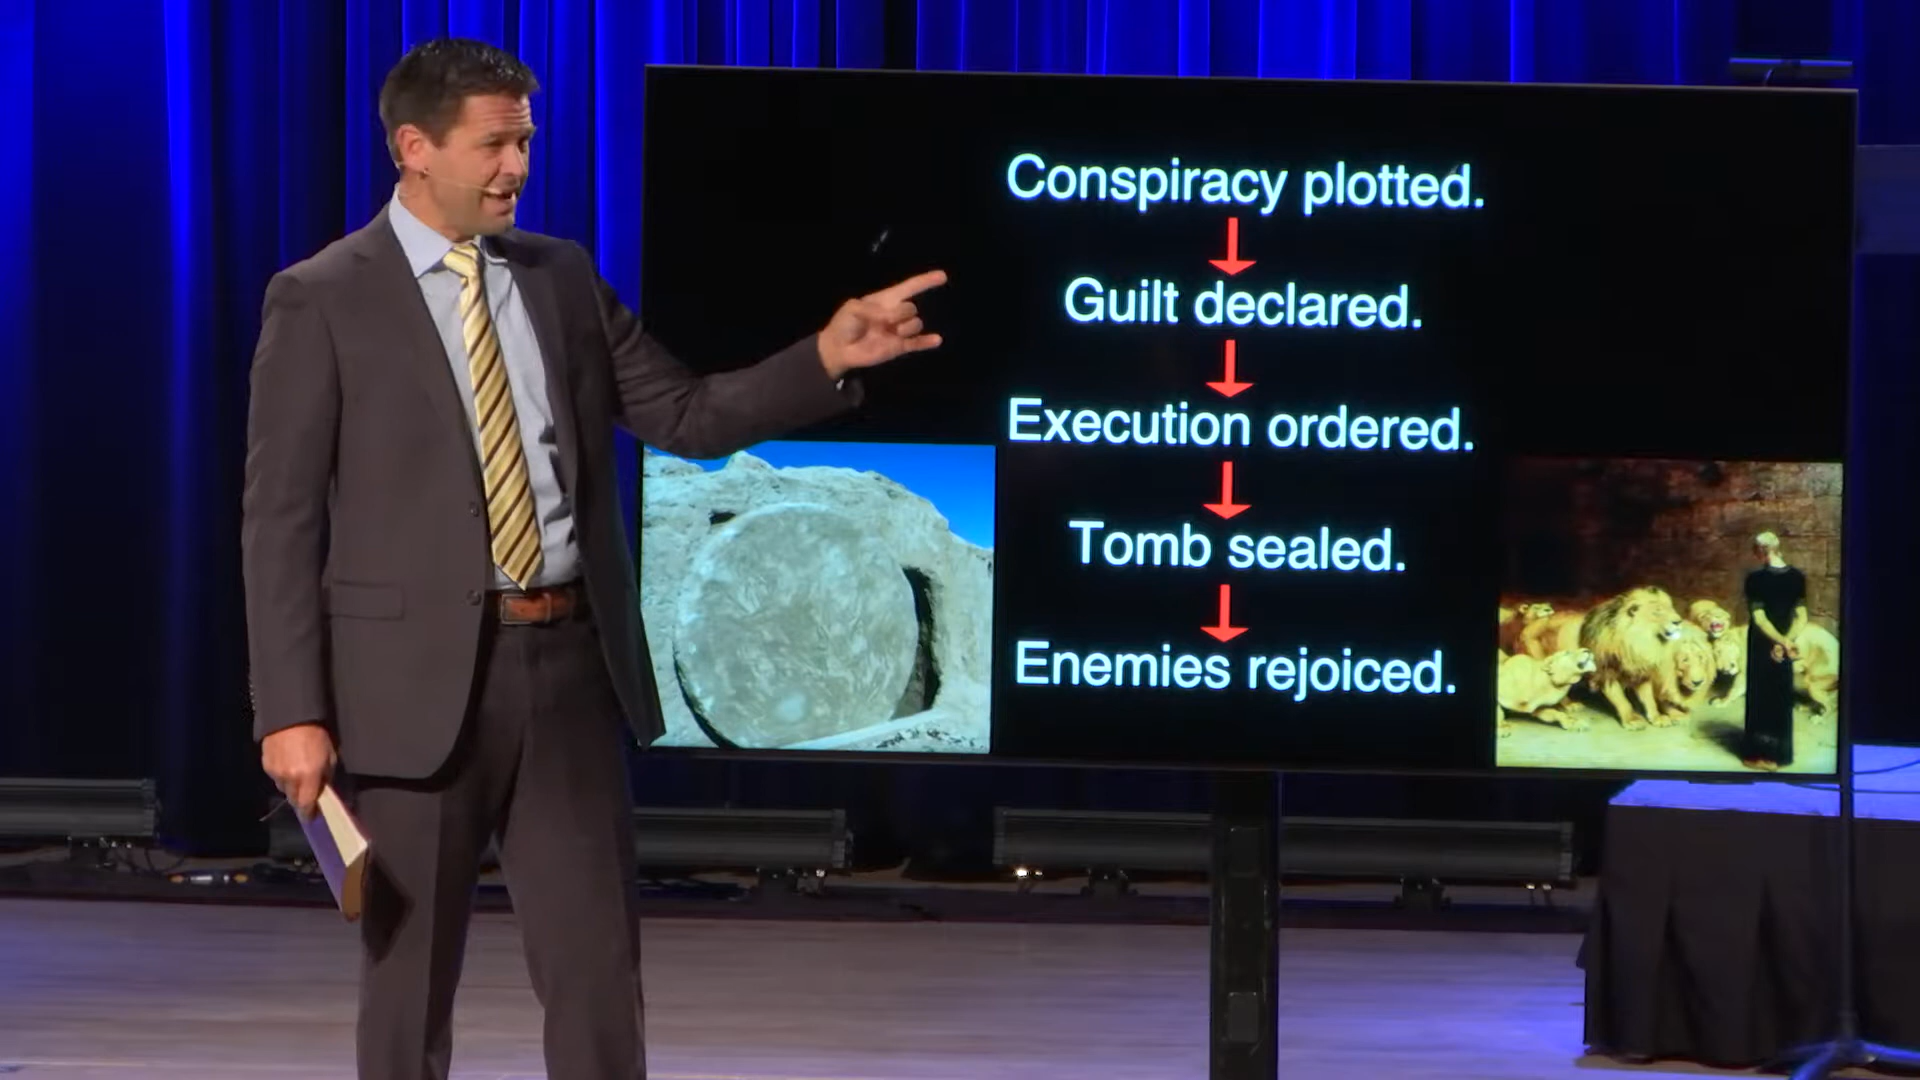 Conspiracy plotted.
Guilt declared.
Execution ordered.
Tomb sealed.
Enemies rejoiced.